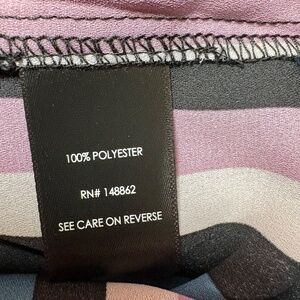 100% POLYESTER
RN# 148862
SEE CARE ON REVERSE